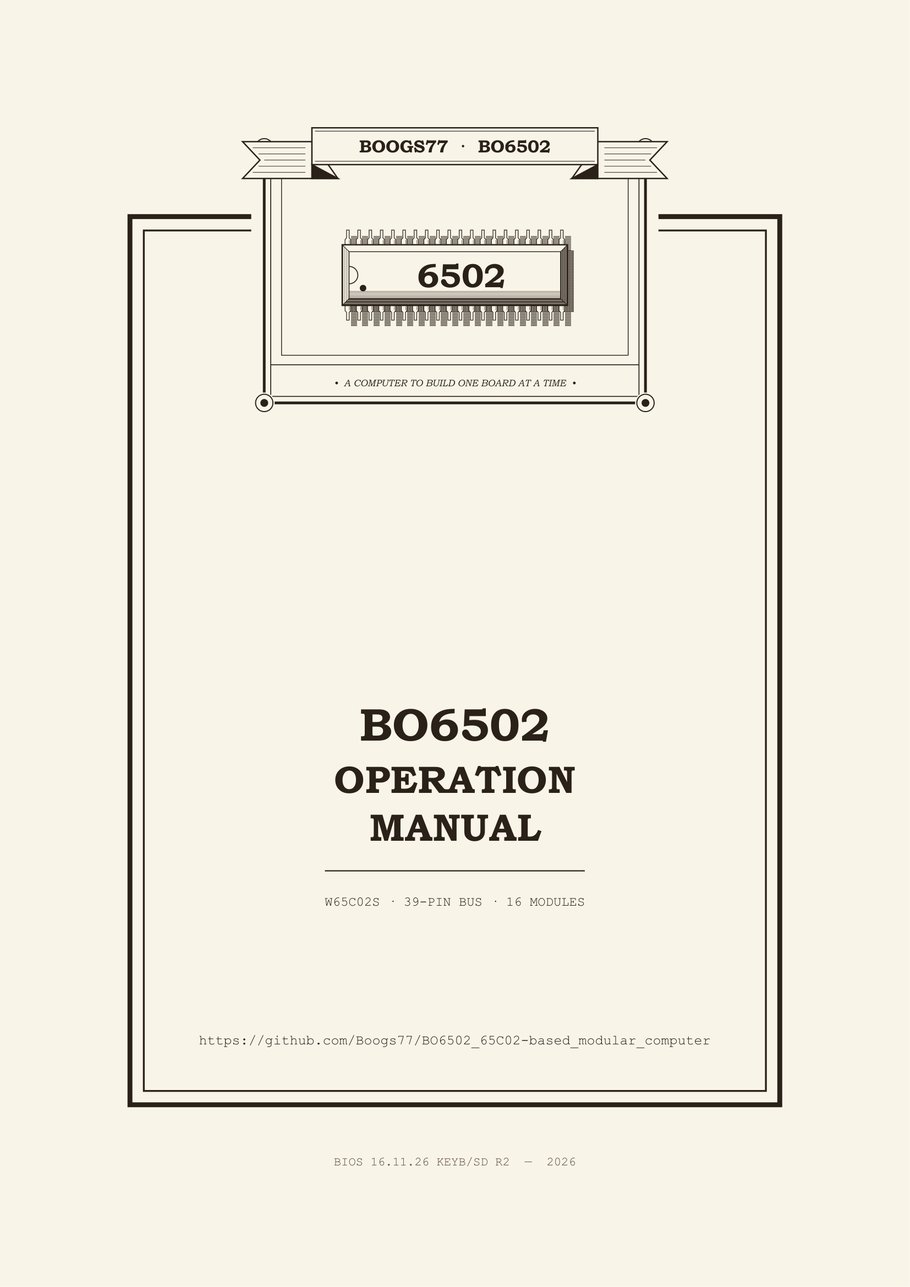 BOOGS77 · BO6502
6502
• A COMPUTER TO BUILD ONE BOARD AT A TIME •
BO6502
OPERATION
MANUAL
W65C02S · 39-PIN BUS · 16 MODULES
https://github.com/Boogs77/BO6502_65C02-based_modular_computer
BIOS 16.11.26 KEYB/SD R2 — 2026